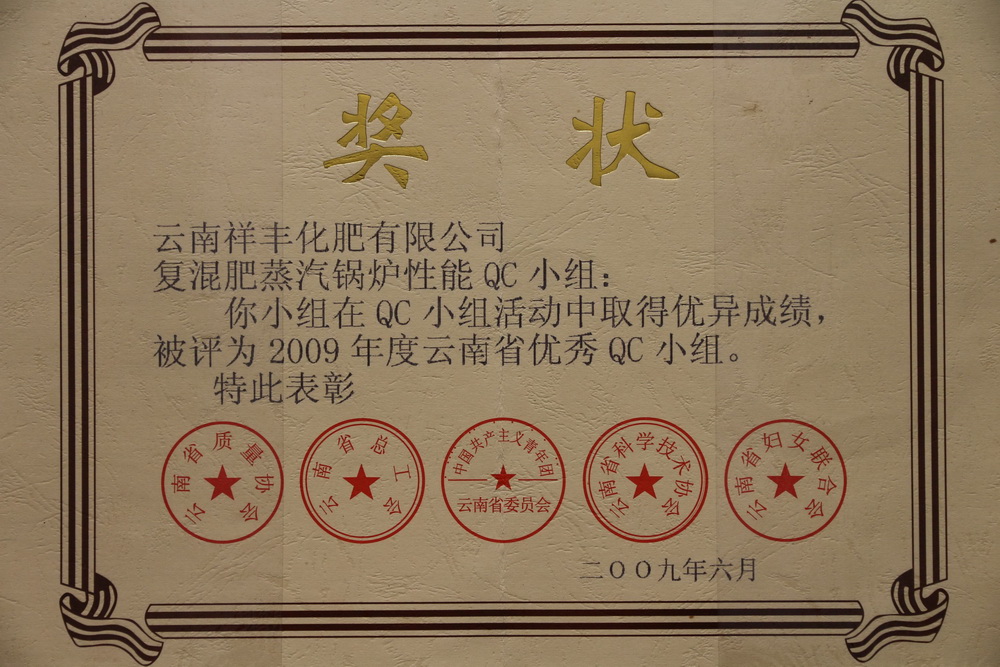 奖 状
云南祥丰化肥有限公司
复混肥蒸汽锅炉性能 QC 小组：
你小组在 QC 小组活动中取得优异成绩，
被评为 2009 年度云南省优秀 QC 小组。
特此表彰
云南省质量协会
云南省总工会
中国共产主义青年团
云南省委员会
云南省科学技术协会
云南省妇女联合会
二００九年六月